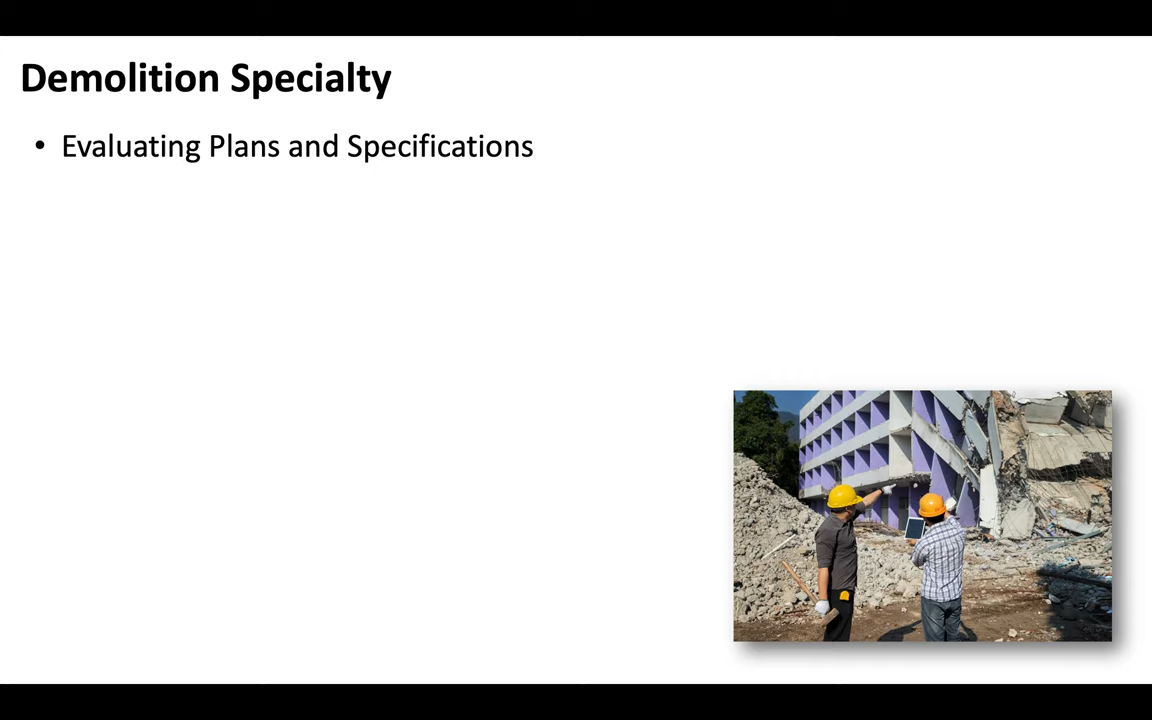 Demolition Specialty
• Evaluating Plans and Specifications